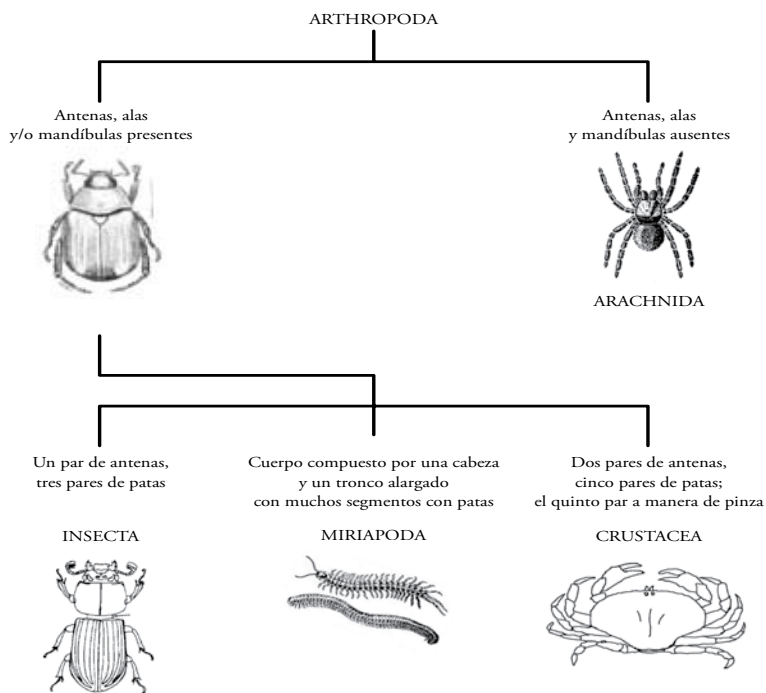 ARTHROPODA
Antenas, alas
y/o mandíbulas presentes
Antenas, alas
y mandíbulas ausentes
ARACHNIDA
Un par de antenas,
tres pares de patas
INSECTA
Cuerpo compuesto por una cabeza
y un tronco alargado
con muchos segmentos con patas
MIRIAPODA
Dos pares de antenas,
cinco pares de patas;
el quinto par a manera de pinza
CRUSTACEA